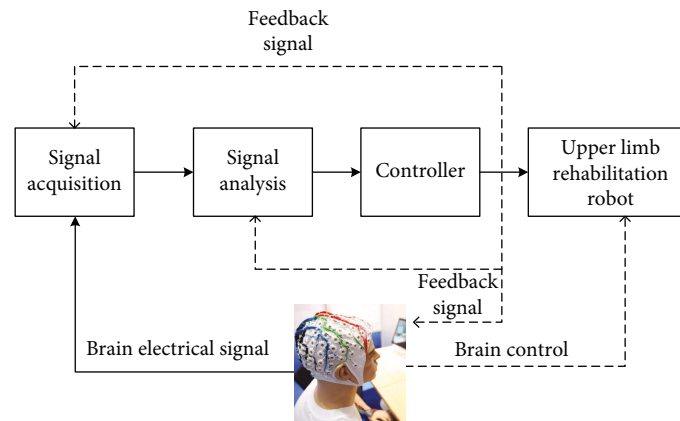 Feedback
signal
Signal
acquisition
Signal
analysis
Controller
Upper limb
rehabilitation
robot
Feedback
signal
Brain electrical signal
Brain control